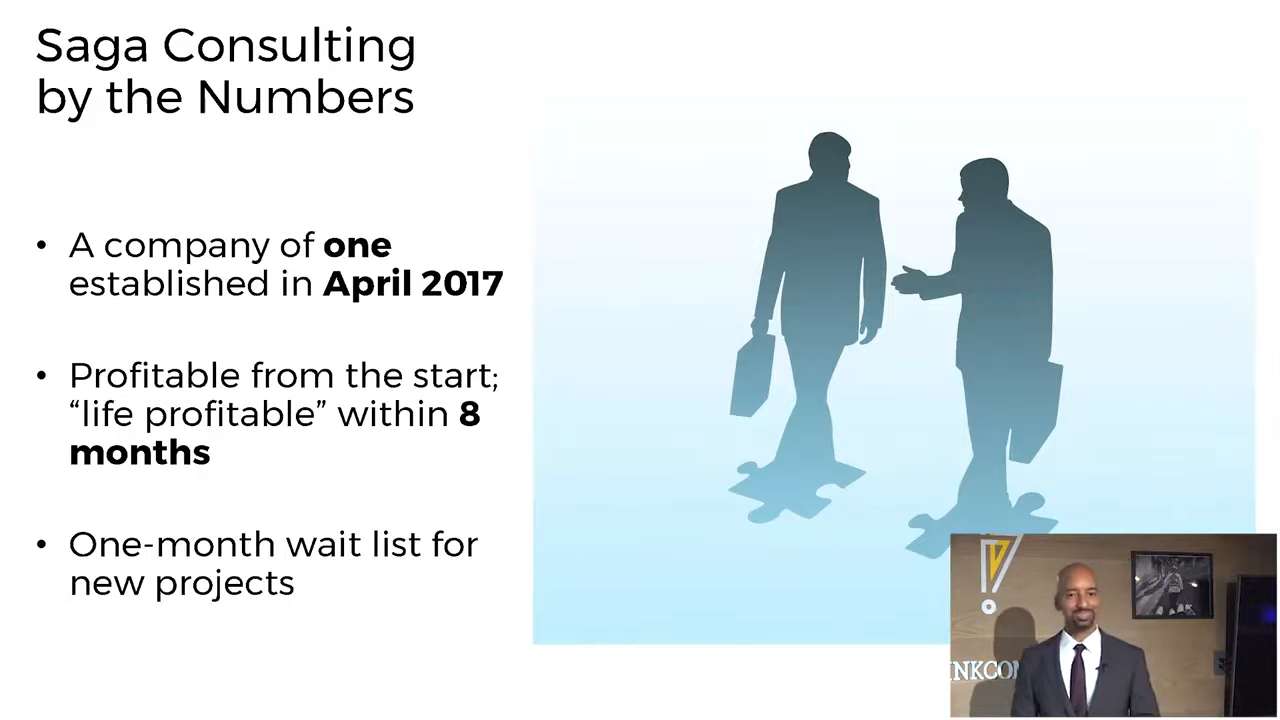 Saga Consulting
by the Numbers
• A company of one
established in April 2017
• Profitable from the start;
“life profitable” within 8
months
• One-month wait list for
new projects
INKCOM